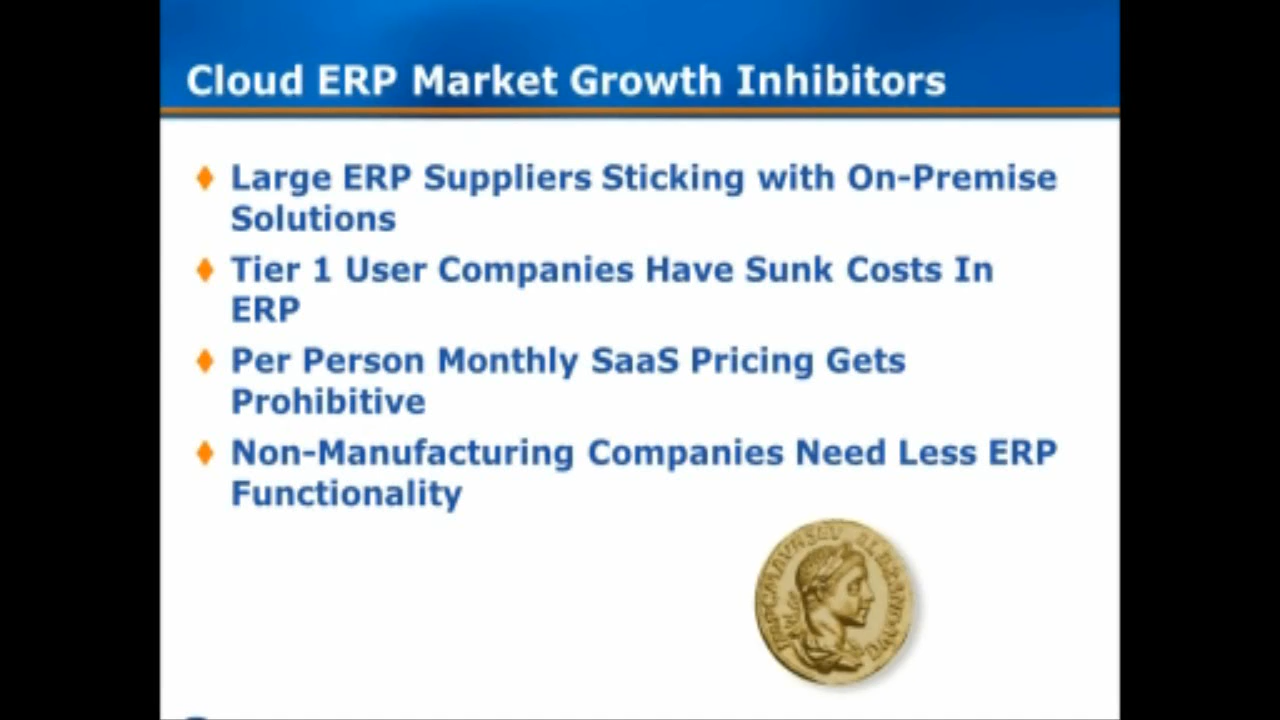 Cloud ERP Market Growth Inhibitors
Large ERP Suppliers Sticking with On-Premise
Solutions
Tier 1 User Companies Have Sunk Costs In
ERP
Per Person Monthly SaaS Pricing Gets
Prohibitive
Non-Manufacturing Companies Need Less ERP
Functionality